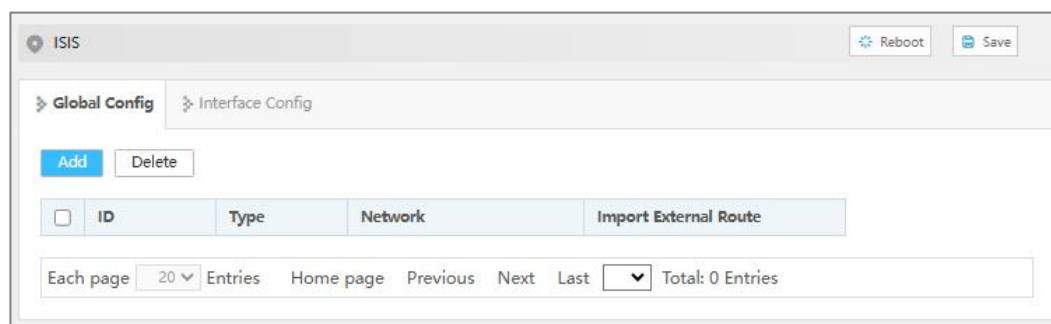 ISIS Reboot Save
Global Config Interface Config
Add Delete
ID Type Network Import External Route
Each page 20 Entries Home page Previous Next Last Total: 0 Entries